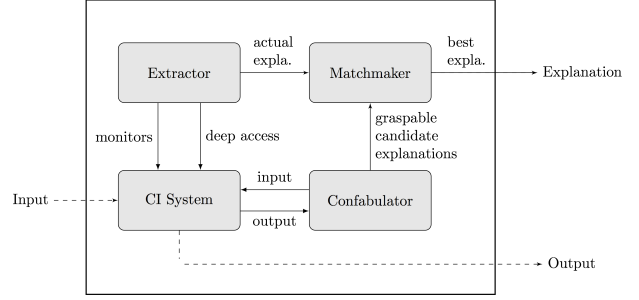 actual
expla.
best
expla.
Extractor
Matchmaker
Explanation
monitors
deep access
graspable
candidate
explanations
Input
CI System
input
output
Confabulator
Output